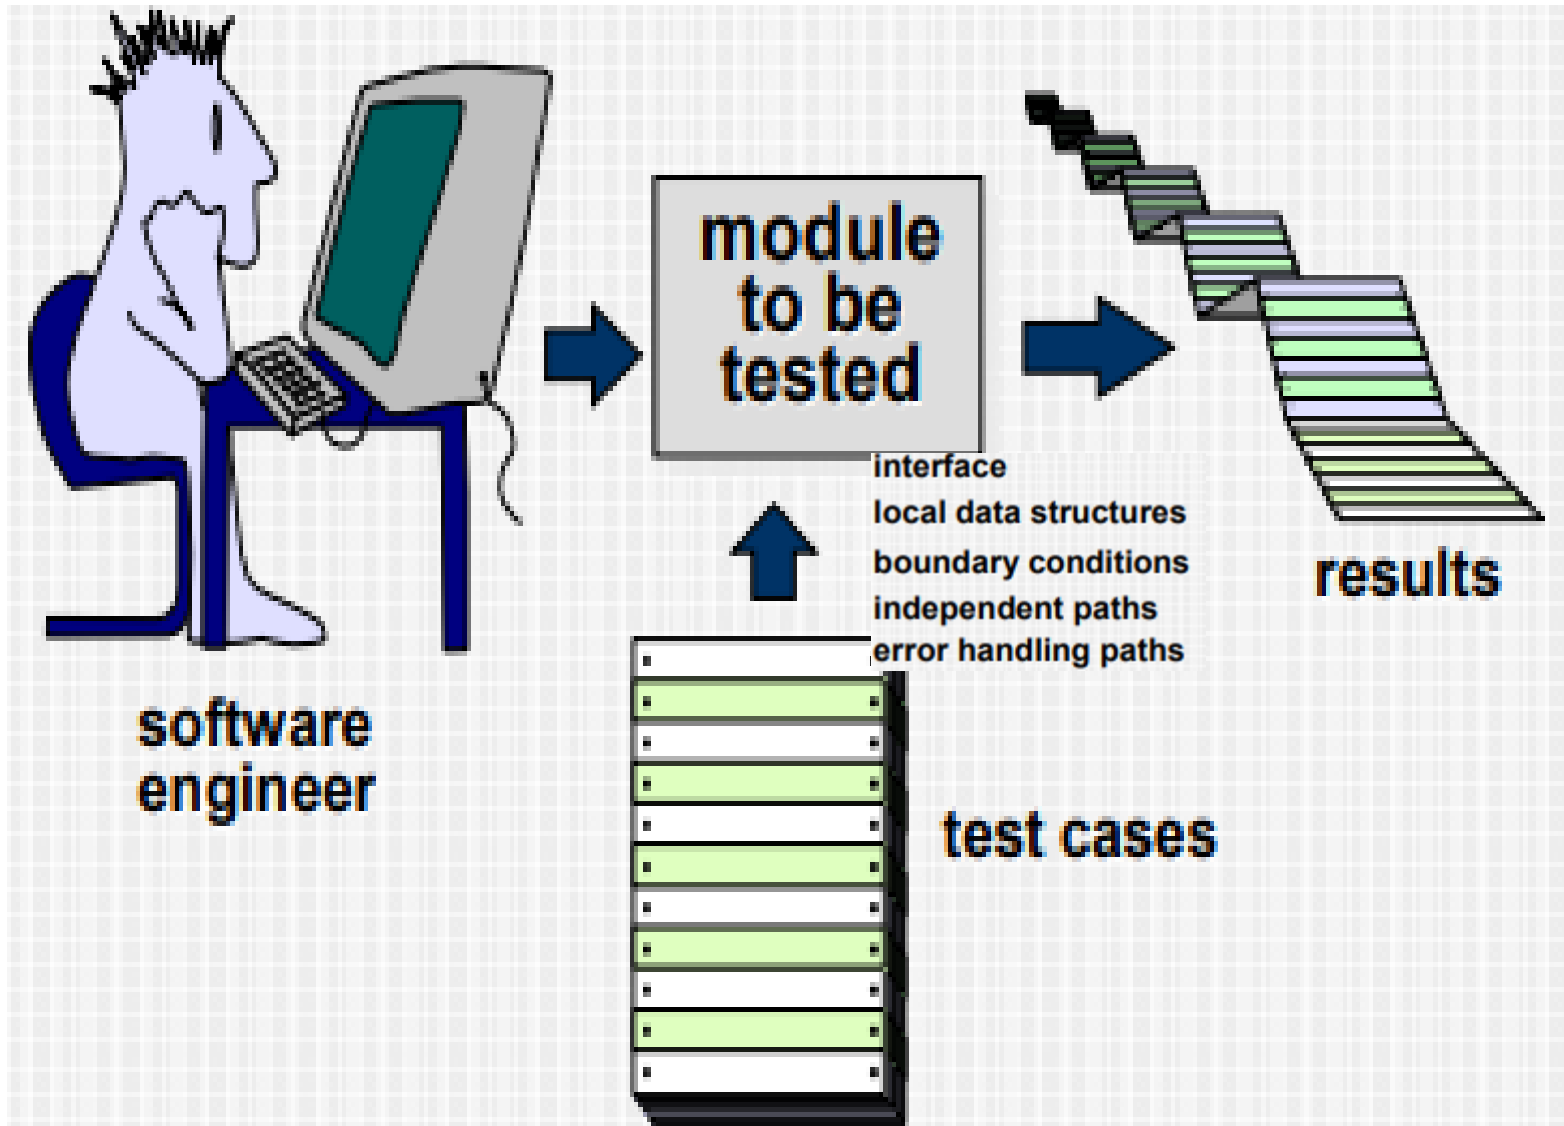 module
to be
tested
interface
local data structures
boundary conditions
independent paths
error handling paths
results
software
engineer
test cases